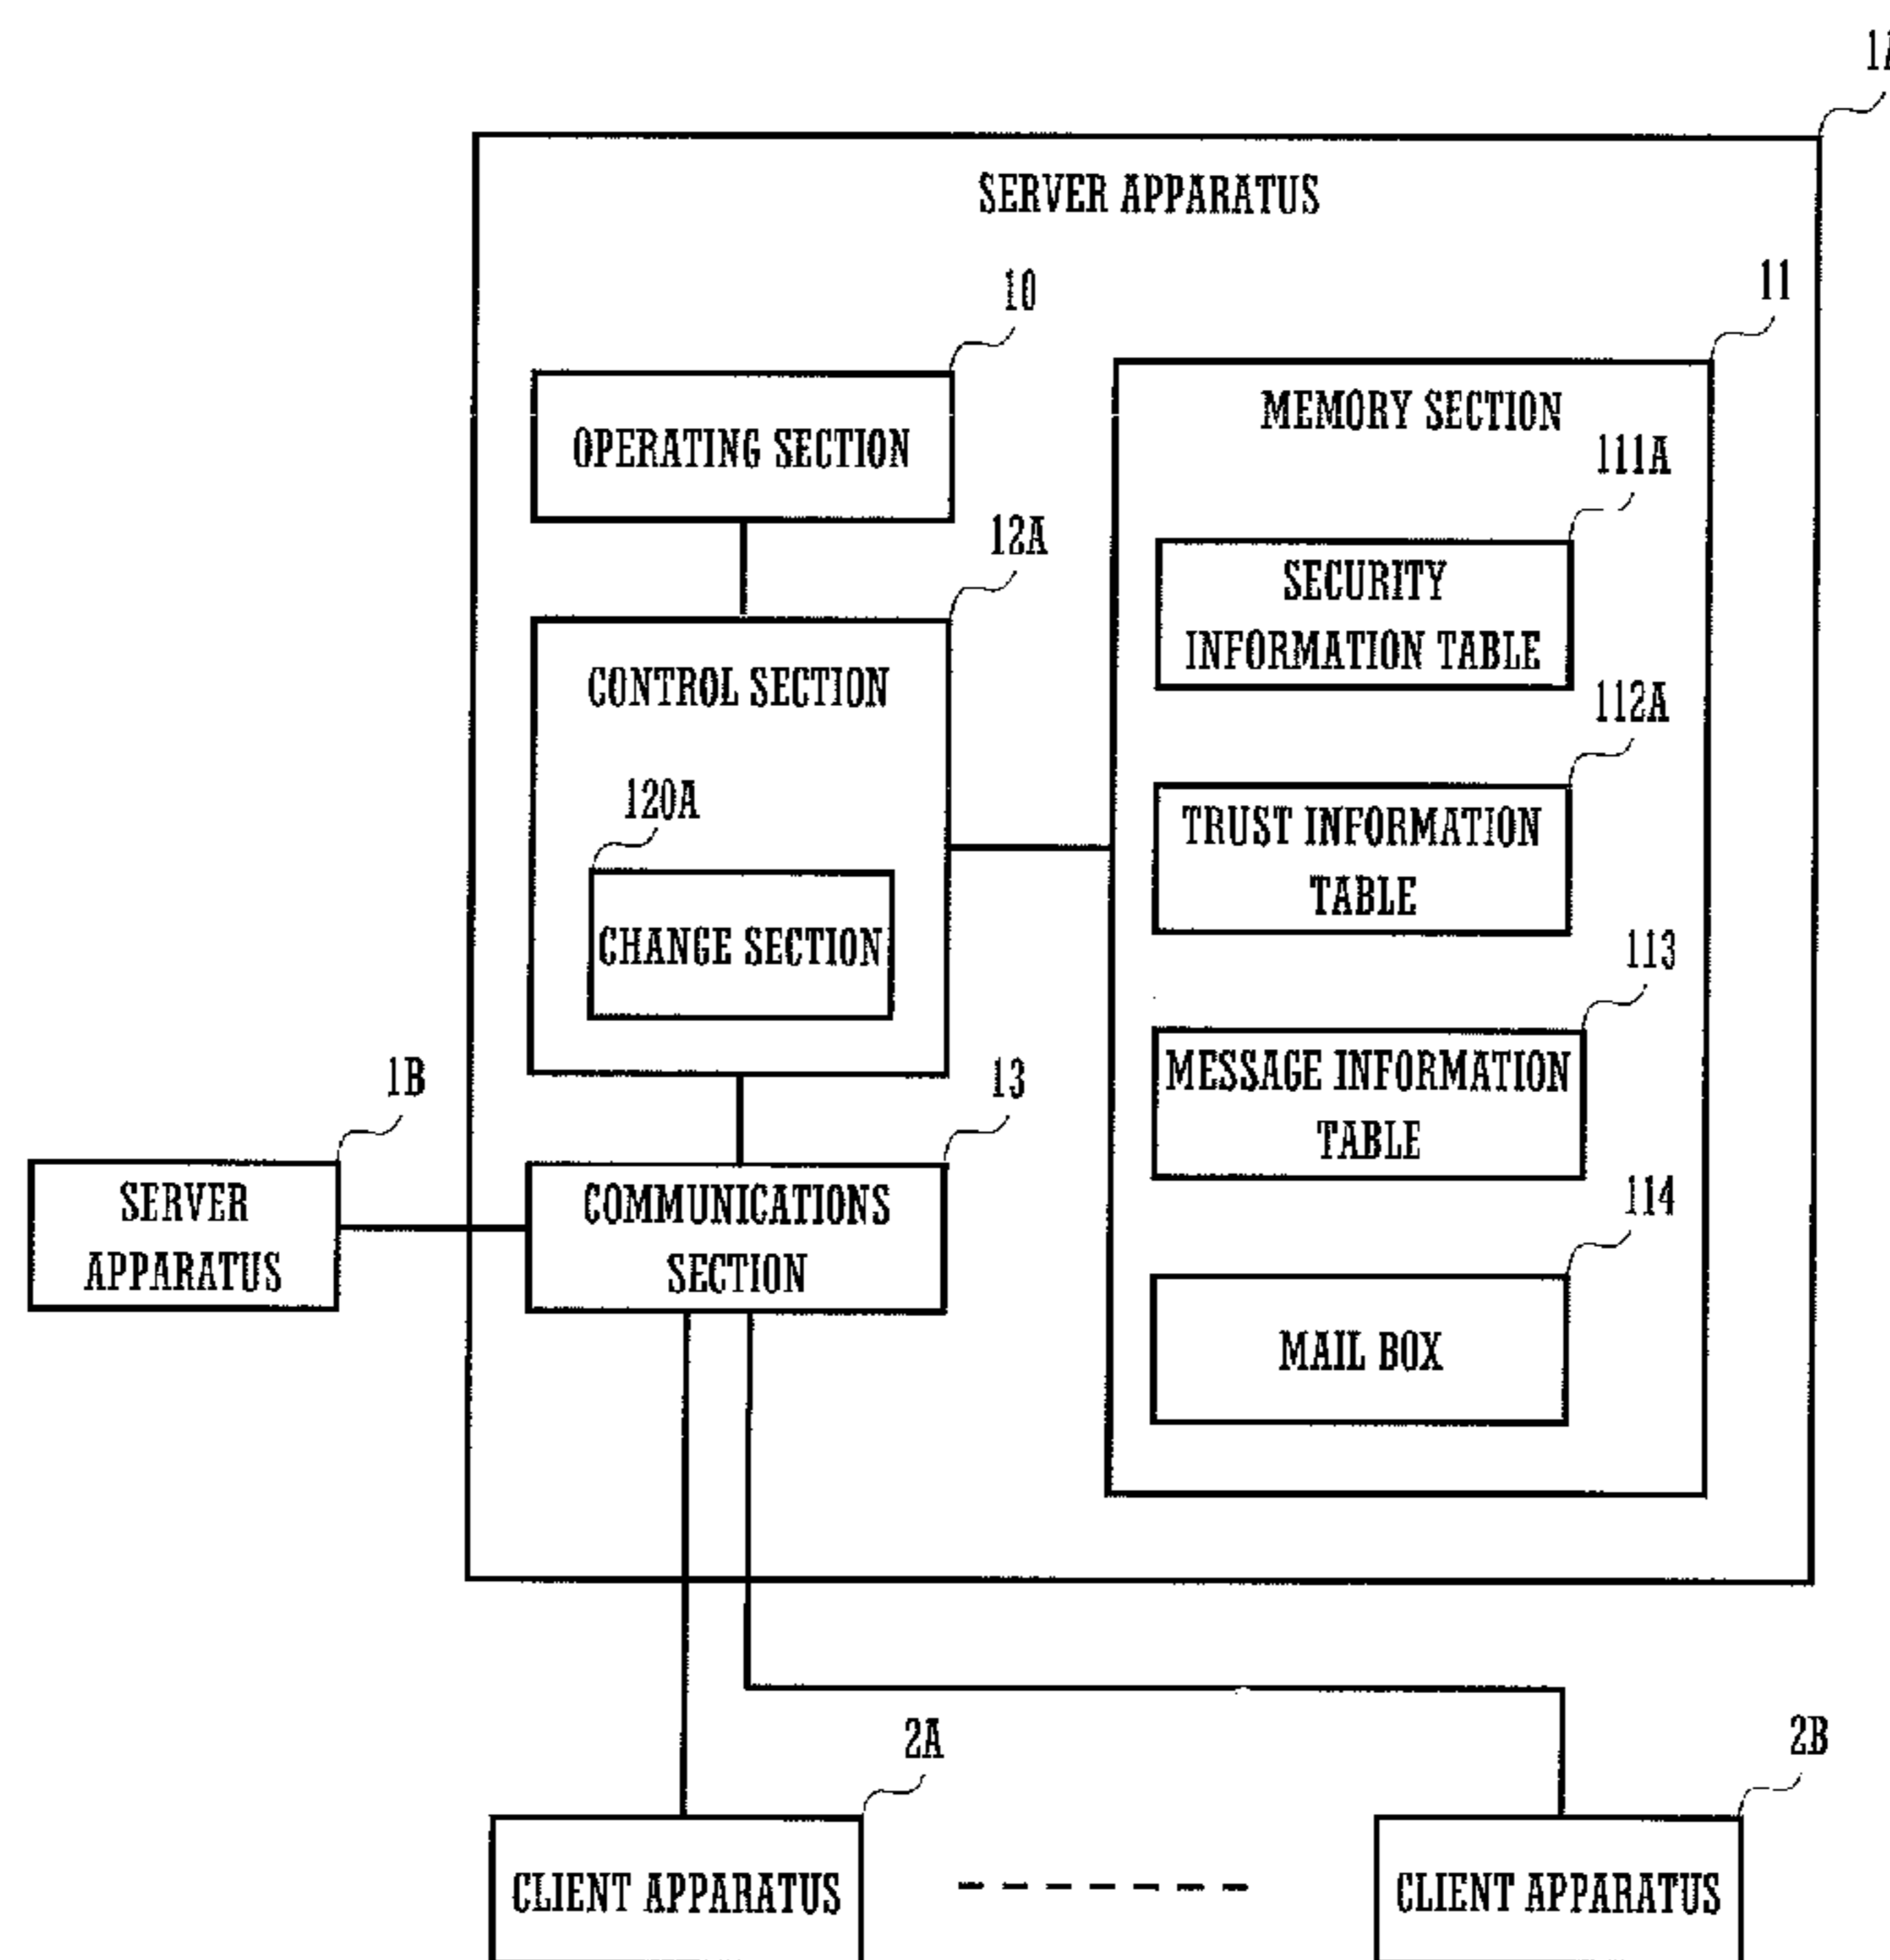 SERVER APPARATUS
10
11
OPERATING SECTION
MEMORY SECTION
111A
12A
SECURITY
INFORMATION TABLE
CONTROL SECTION
112A
120A
TRUST INFORMATION
TABLE
CHANGE SECTION
113
1B
13
MESSAGE INFORMATION
TABLE
SERVER
APPARATUS
COMMUNICATIONS
SECTION
114
MAIL BOX
2A
2B
CLIENT APPARATUS
CLIENT APPARATUS